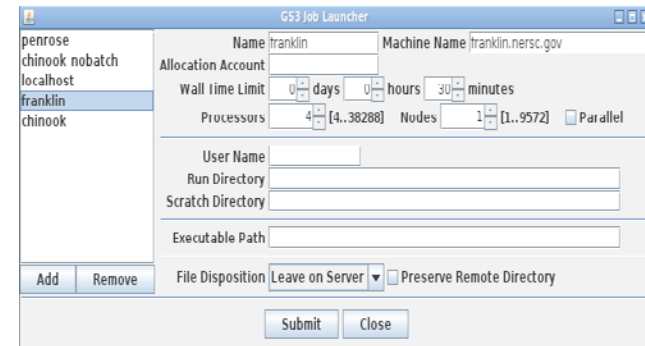 GS3 Job Launcher
penrose
chinook nobatch
localhost
franklin
chinook
Add Remove
Name franklin Machine Name franklin.nersc.gov
Allocation Account
Wall Time Limit 0 days 0 hours 30 minutes
Processors 4 [4..38288] Nodes 1 [1..9572] Parallel
User Name
Run Directory
Scratch Directory
Executable Path
File Disposition Leave on Server Preserve Remote Directory
Submit Close